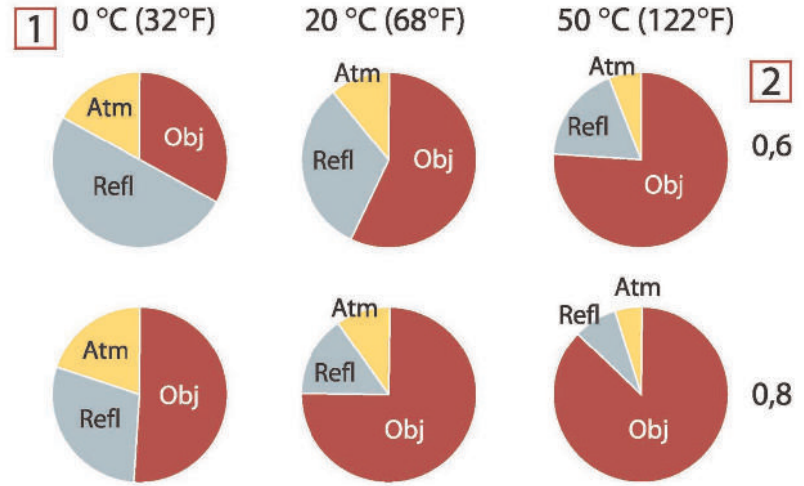 1 0 °C (32°F) 20 °C (68°F) 50 °C (122°F)
2
0,6
Atm Obj Refl
Atm Refl Obj
Atm Refl Obj
0,8
Atm Obj Refl
Atm Refl Obj
Atm Refl Obj